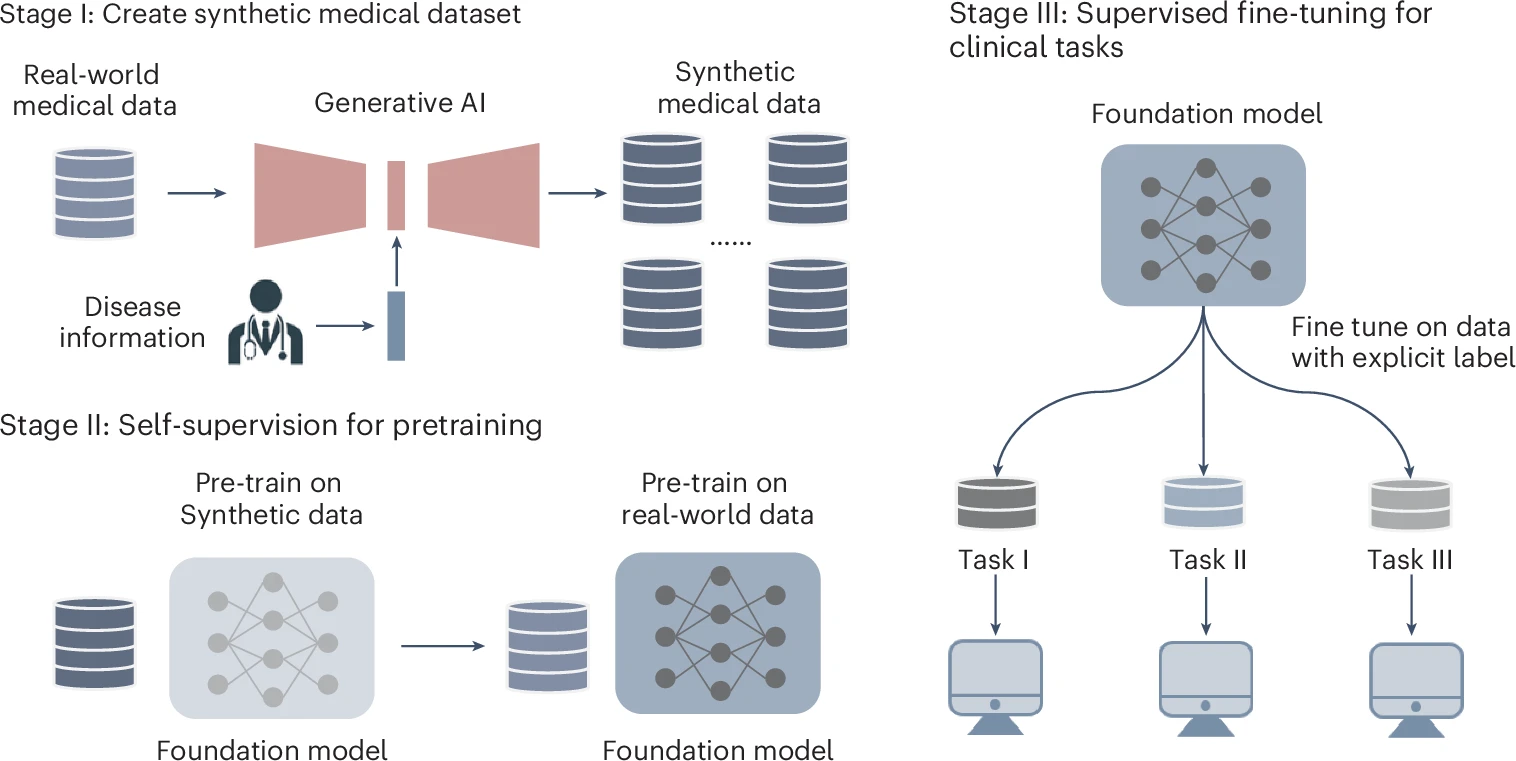 Stage I: Create synthetic medical dataset
Real-world
medical data
Generative AI
Synthetic
medical data
......
Disease
information
Stage II: Self-supervision for pretraining
Pre-train on
Synthetic data
Pre-train on
real-world data
Foundation model
Foundation model
Stage III: Supervised fine-tuning for
clinical tasks
Foundation model
Fine tune on data
with explicit label
Task I
Task II
Task III